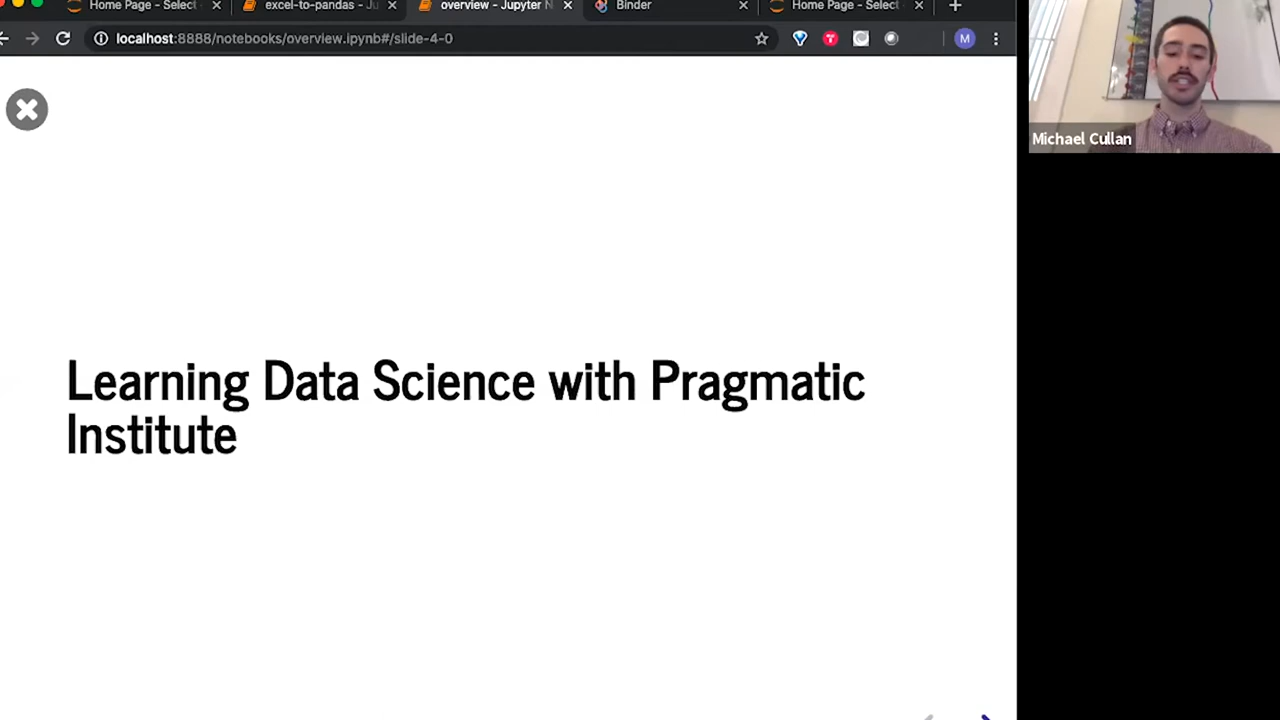 Home Page - Select
excel-to-pandas - Ju
overview - Jupyter N
Binder
Home Page - Select
localhost:8888/notebooks/overview.ipynb#/slide-4-0
M
Michael Cullan
Learning Data Science with Pragmatic
Institute